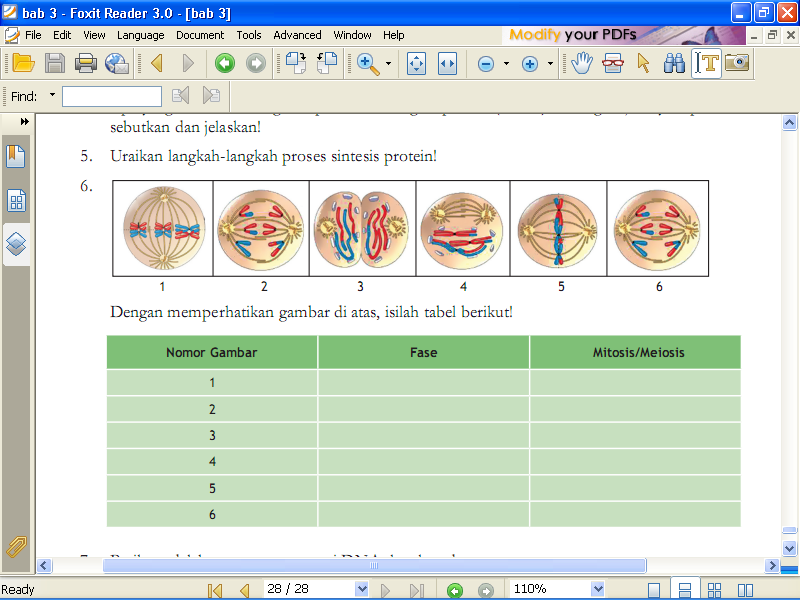 bab 3 - Foxit Reader 3.0 - [bab 3]
File Edit View Language Document Tools Advanced Window Help
Modify your PDFs
Find:
sebutkan dan jelaskan!
5. Uraikan langkah-langkah proses sintesis protein!
6.
1 2 3 4 5 6
Dengan memperhatikan gambar di atas, isilah tabel berikut!
Nomor Gambar Fase Mitosis/Meiosis
1
2
3
4
5
6
Ready 28 / 28 110%